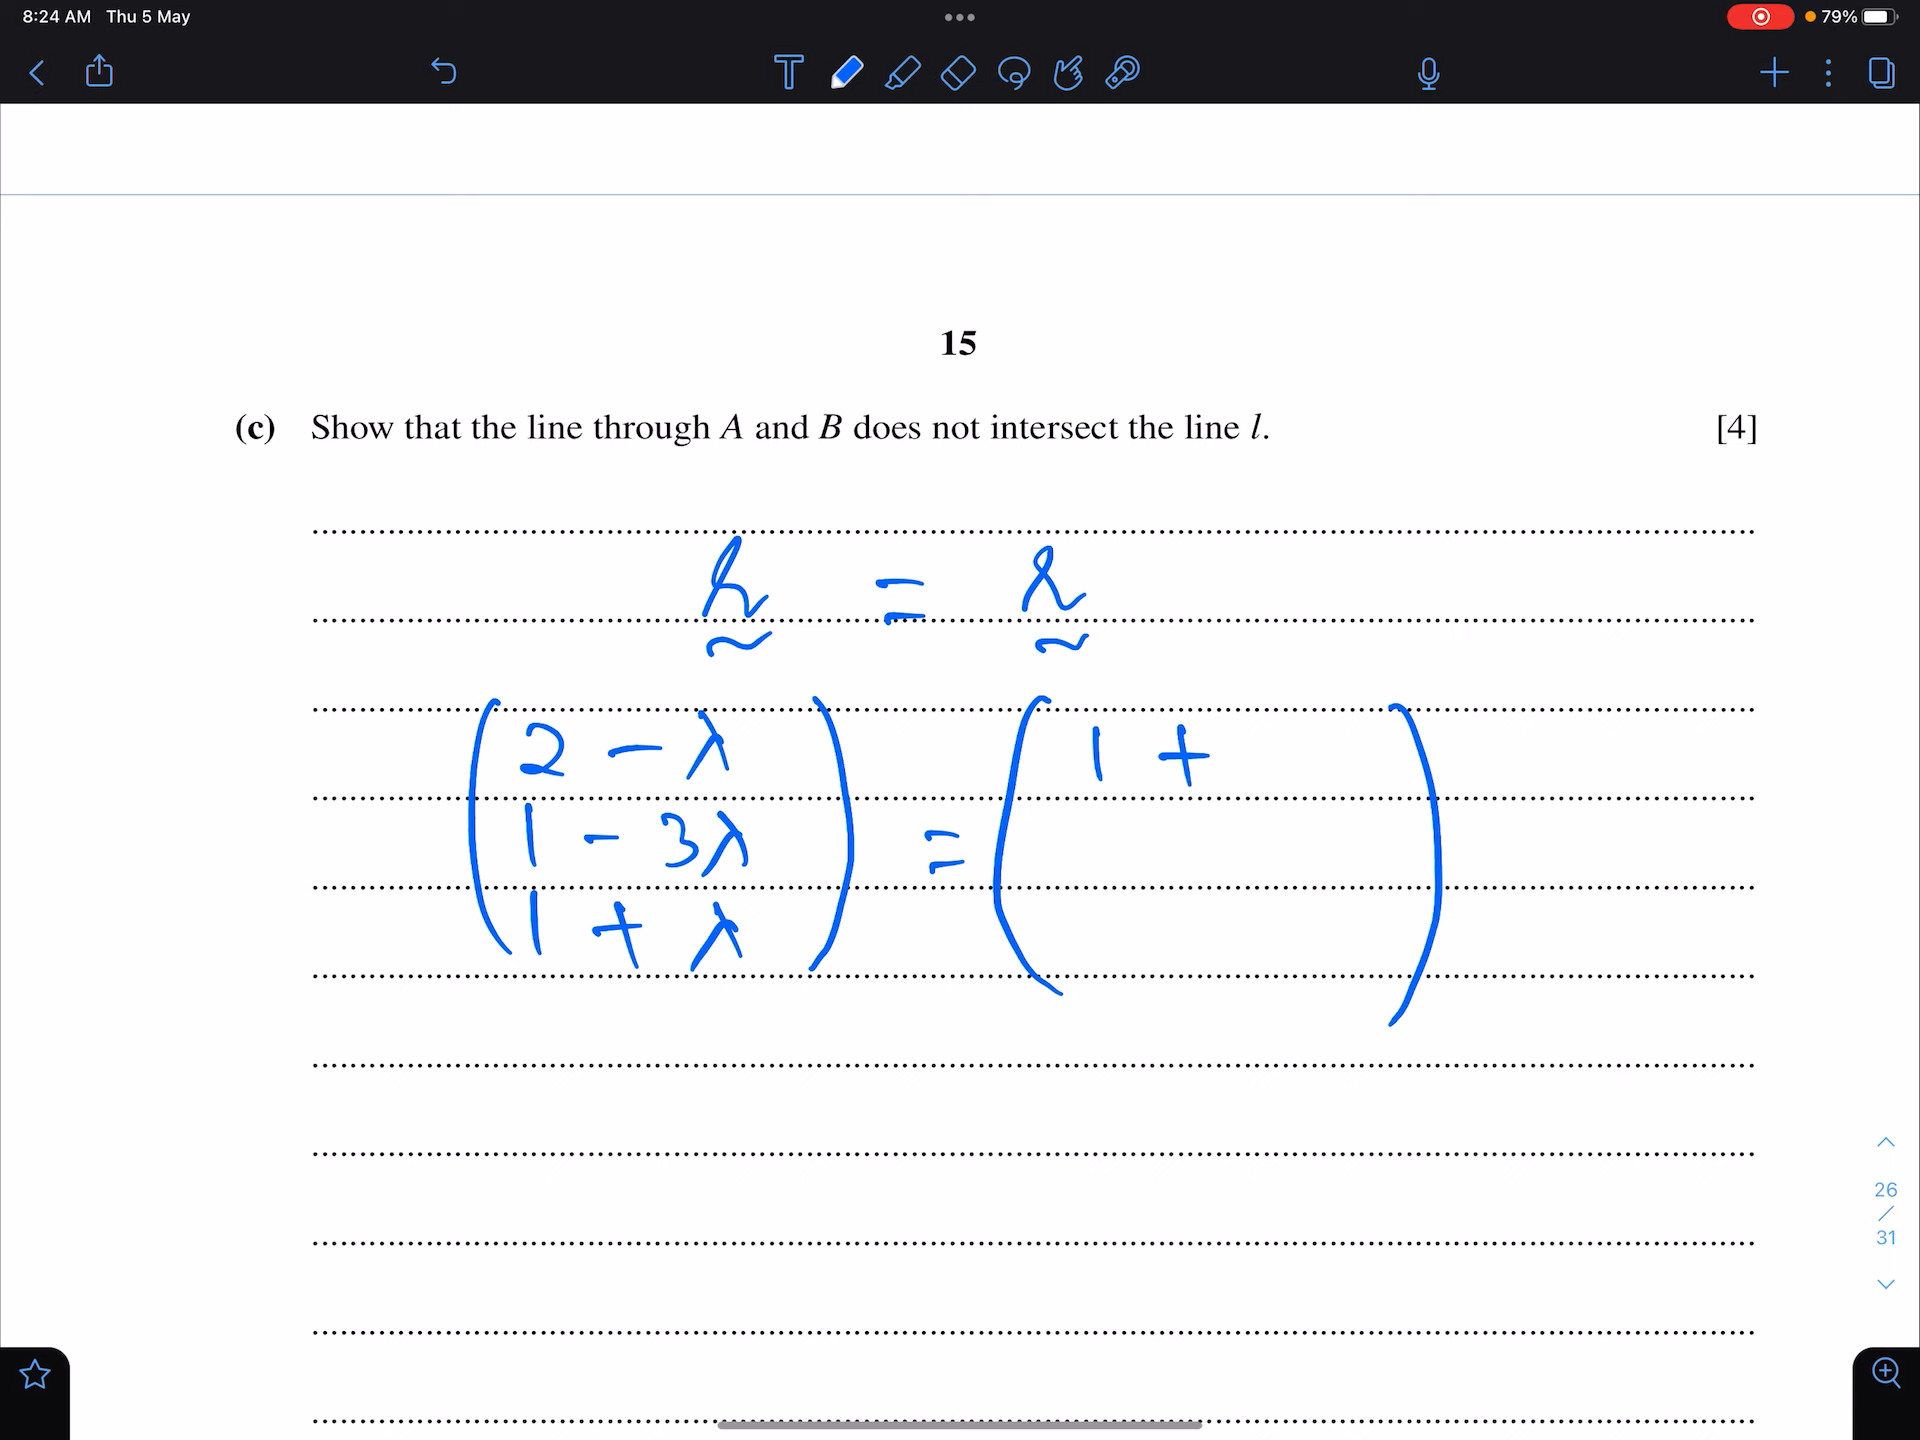 8:24 AM Thu 5 May
79%
15
(c) Show that the line through A and B does not intersect the line l. [4]
r = r
2 - λ
1 - 3λ
1 + λ
=
1 +
26
/
31